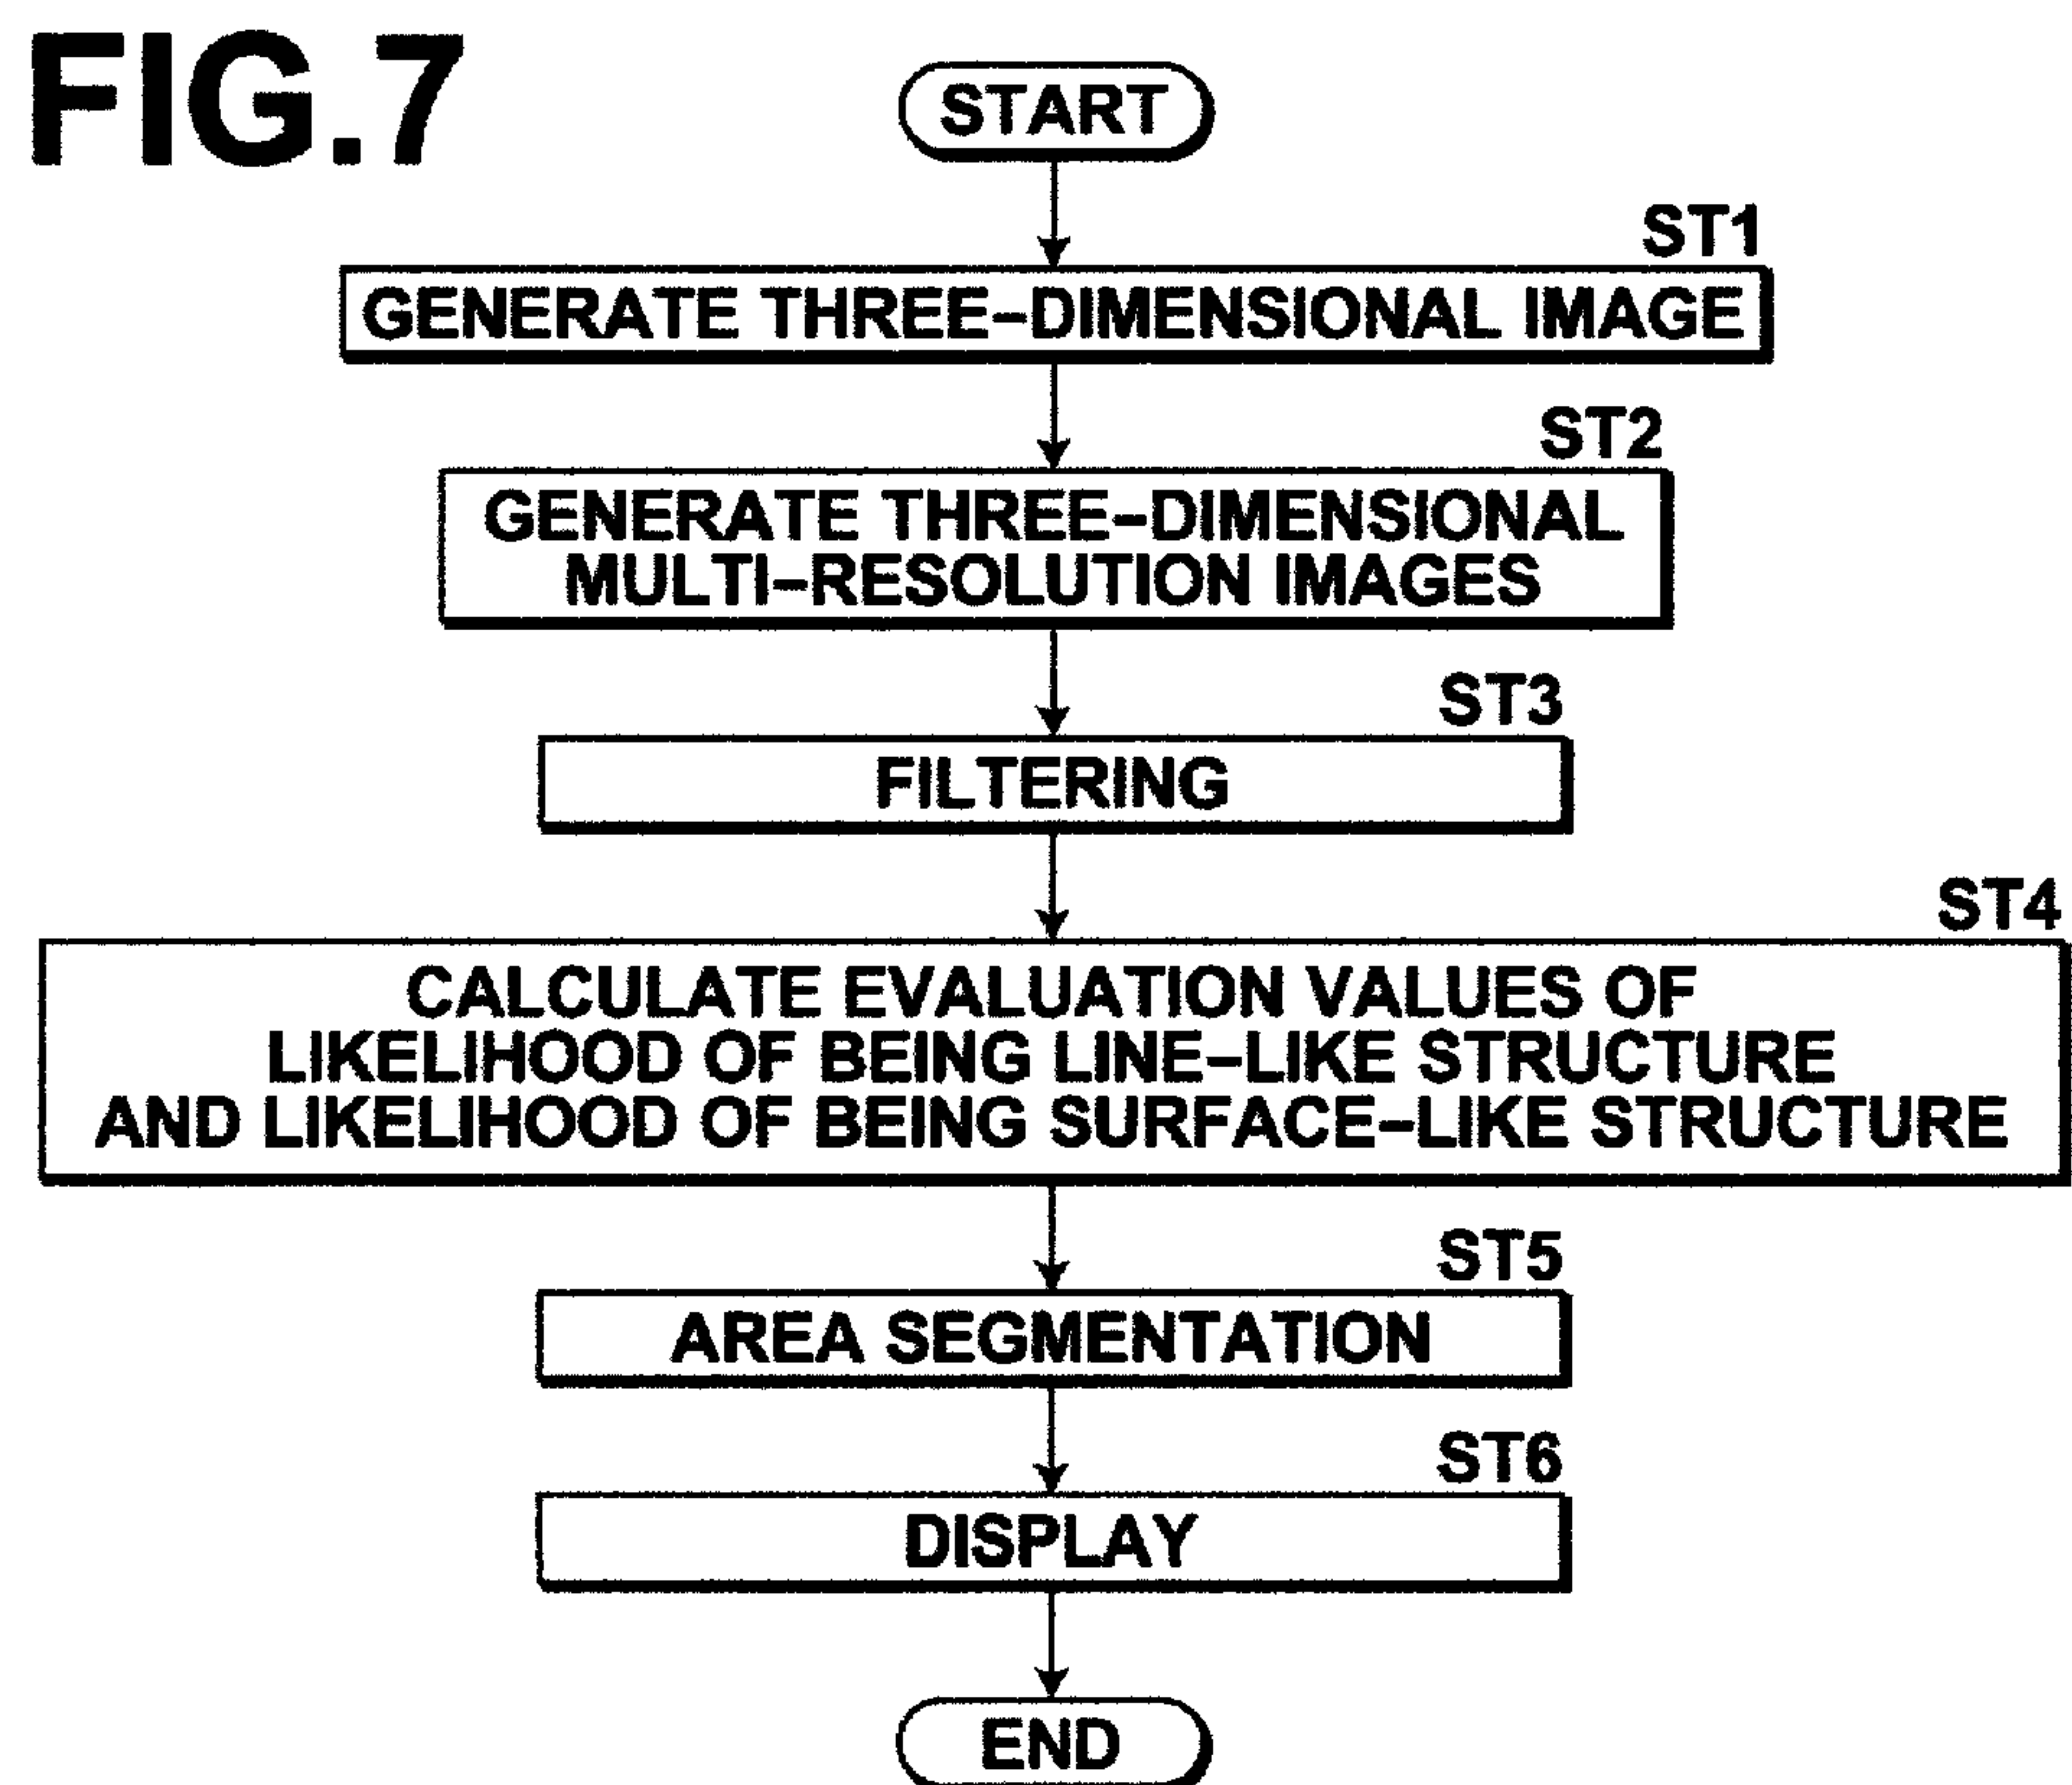 FIG.7
START
ST1
GENERATE THREE-DIMENSIONAL IMAGE
ST2
GENERATE THREE-DIMENSIONAL
MULTI-RESOLUTION IMAGES
ST3
FILTERING
ST4
CALCULATE EVALUATION VALUES OF
LIKELIHOOD OF BEING LINE-LIKE STRUCTURE
AND LIKELIHOOD OF BEING SURFACE-LIKE STRUCTURE
ST5
AREA SEGMENTATION
ST6
DISPLAY
END